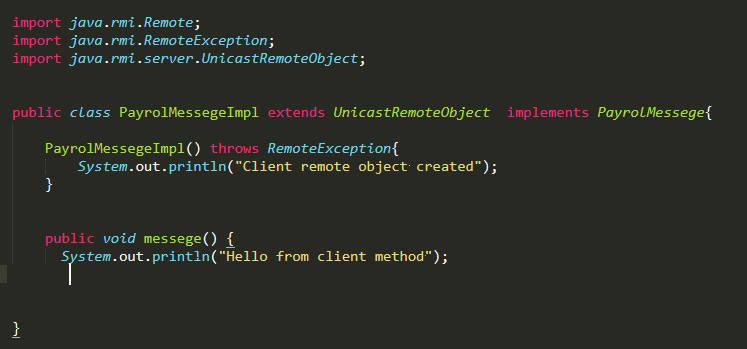 import java.rmi.Remote;
import java.rmi.RemoteException;
import java.rmi.server.UnicastRemoteObject;
public class PayrolMessegeImpl extends UnicastRemoteObject  implements PayrolMessege{
PayrolMessegeImpl() throws RemoteException{
System.out.println("Client remote object created");
}
public void messege() {
System.out.println("Hello from client method");
}